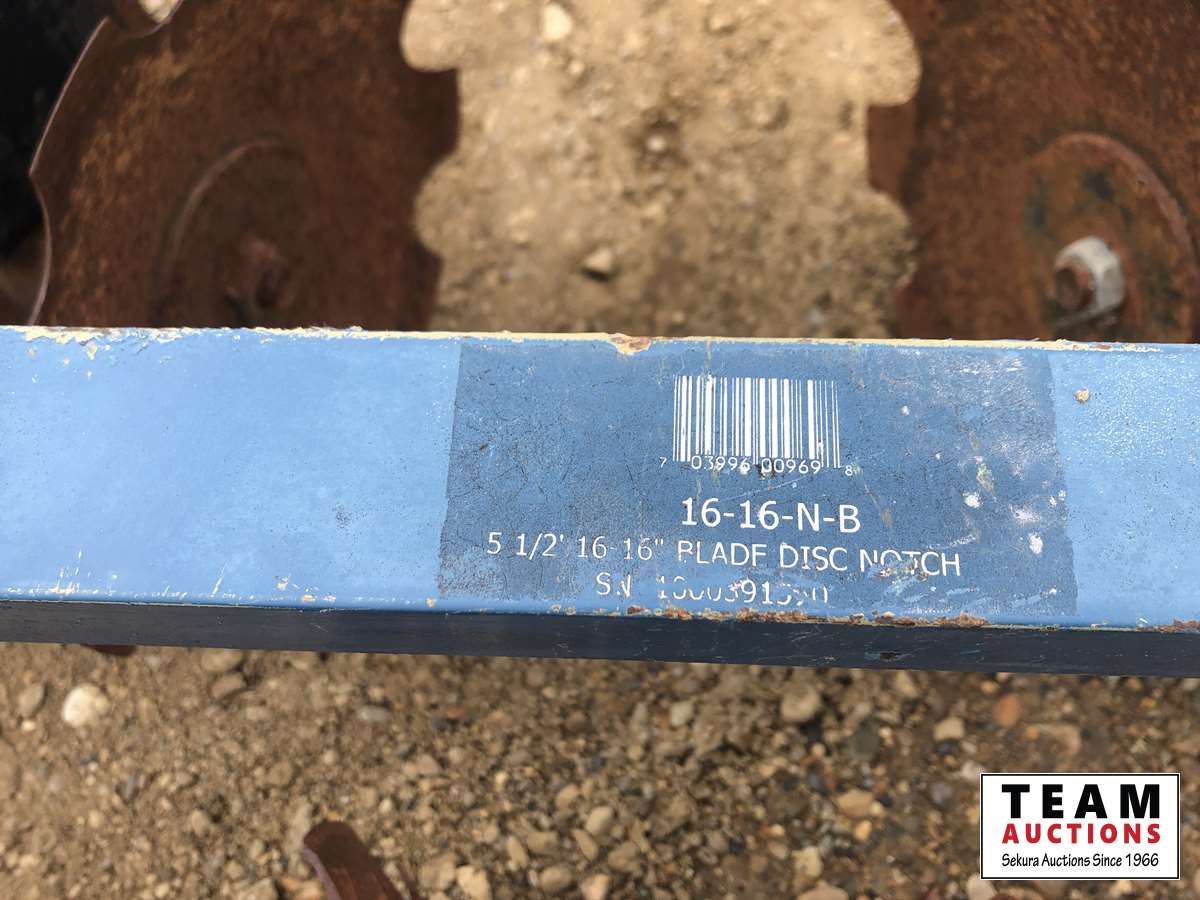 7 03996 00969 8
16-16-N-B
5 1/2' 16-16" BLADE DISC NOTCH
S.N.
TEAM
AUCTIONS
Sekura Auctions Since 1966